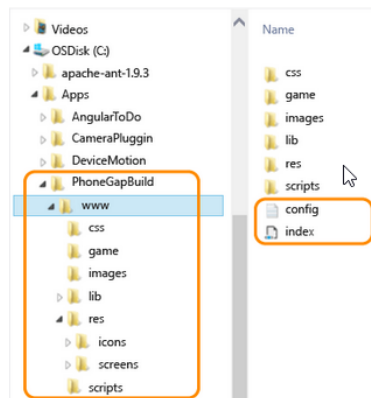 Videos
OSDisk (C:)
apache-ant-1.9.3
Apps
AngularToDo
CameraPluggin
DeviceMotion
PhoneGapBuild
www
css
game
images
lib
res
icons
screens
scripts
Name
css
game
images
lib
res
scripts
config
index